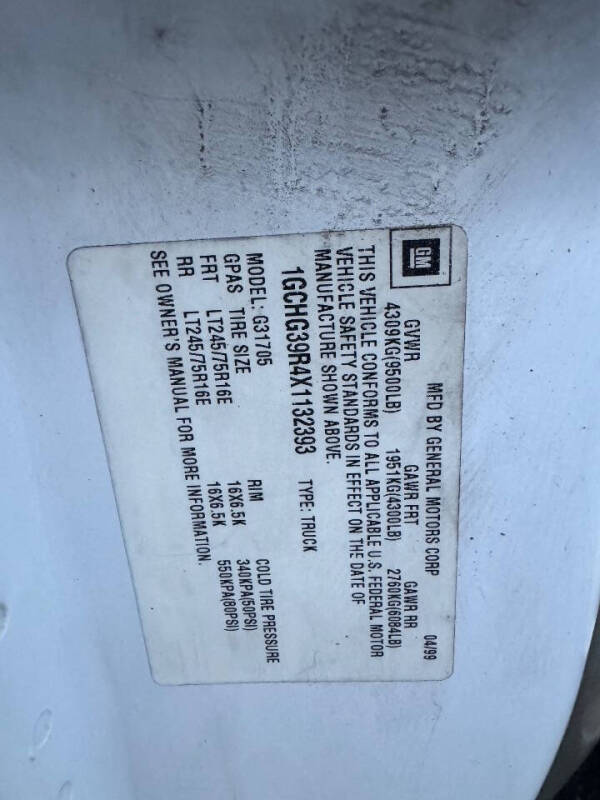 GM
MFD BY GENERAL MOTORS CORP 04/99
GVWR GAWR FRT GAWR RR
4309KG(9500LB) 1951KG(4300LB) 2760KG(6084LB)
THIS VEHICLE CONFORMS TO ALL APPLICABLE U.S. FEDERAL MOTOR
VEHICLE SAFETY STANDARDS IN EFFECT ON THE DATE OF
MANUFACTURE SHOWN ABOVE.
1GCHG39R4X1132393 TYPE: TRUCK
MODEL: G31705
GPAS TIRE SIZE RIM COLD TIRE PRESSURE
FRT LT245/75R16E 16X6.5K 340KPA(50PSI)
RR LT245/75R16E 16X6.5K 550KPA(80PSI)
SEE OWNER'S MANUAL FOR MORE INFORMATION.